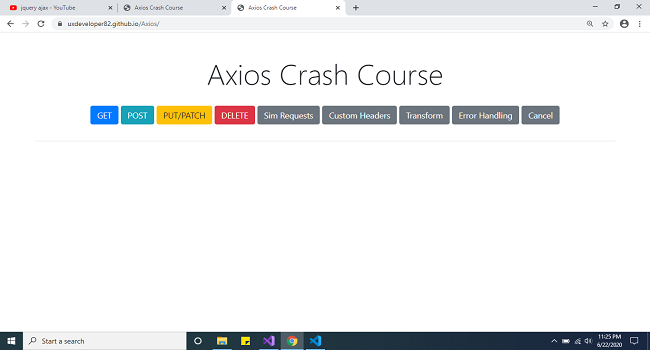 jquery ajax - YouTube
Axios Crash Course
Axios Crash Course
uxdeveloper82.github.io/Axios/
Axios Crash Course
GET POST PUT/PATCH DELETE Sim Requests Custom Headers Transform Error Handling Cancel
Start a search
11:25 PM
6/22/2020